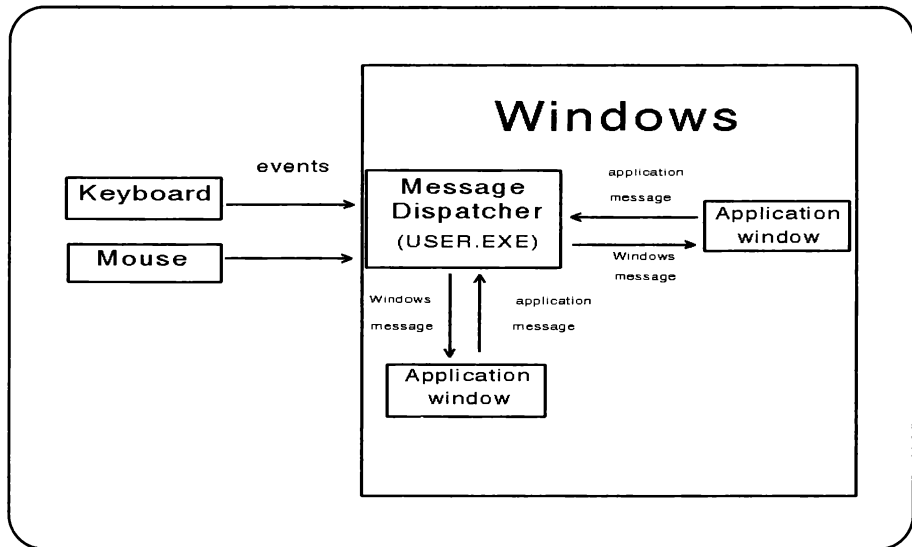 Windows
events
Keyboard
Mouse
Message
Dispatcher
(USER.EXE)
application
message
Application
window
Windows
message
Windows
message
application
message
Application
window